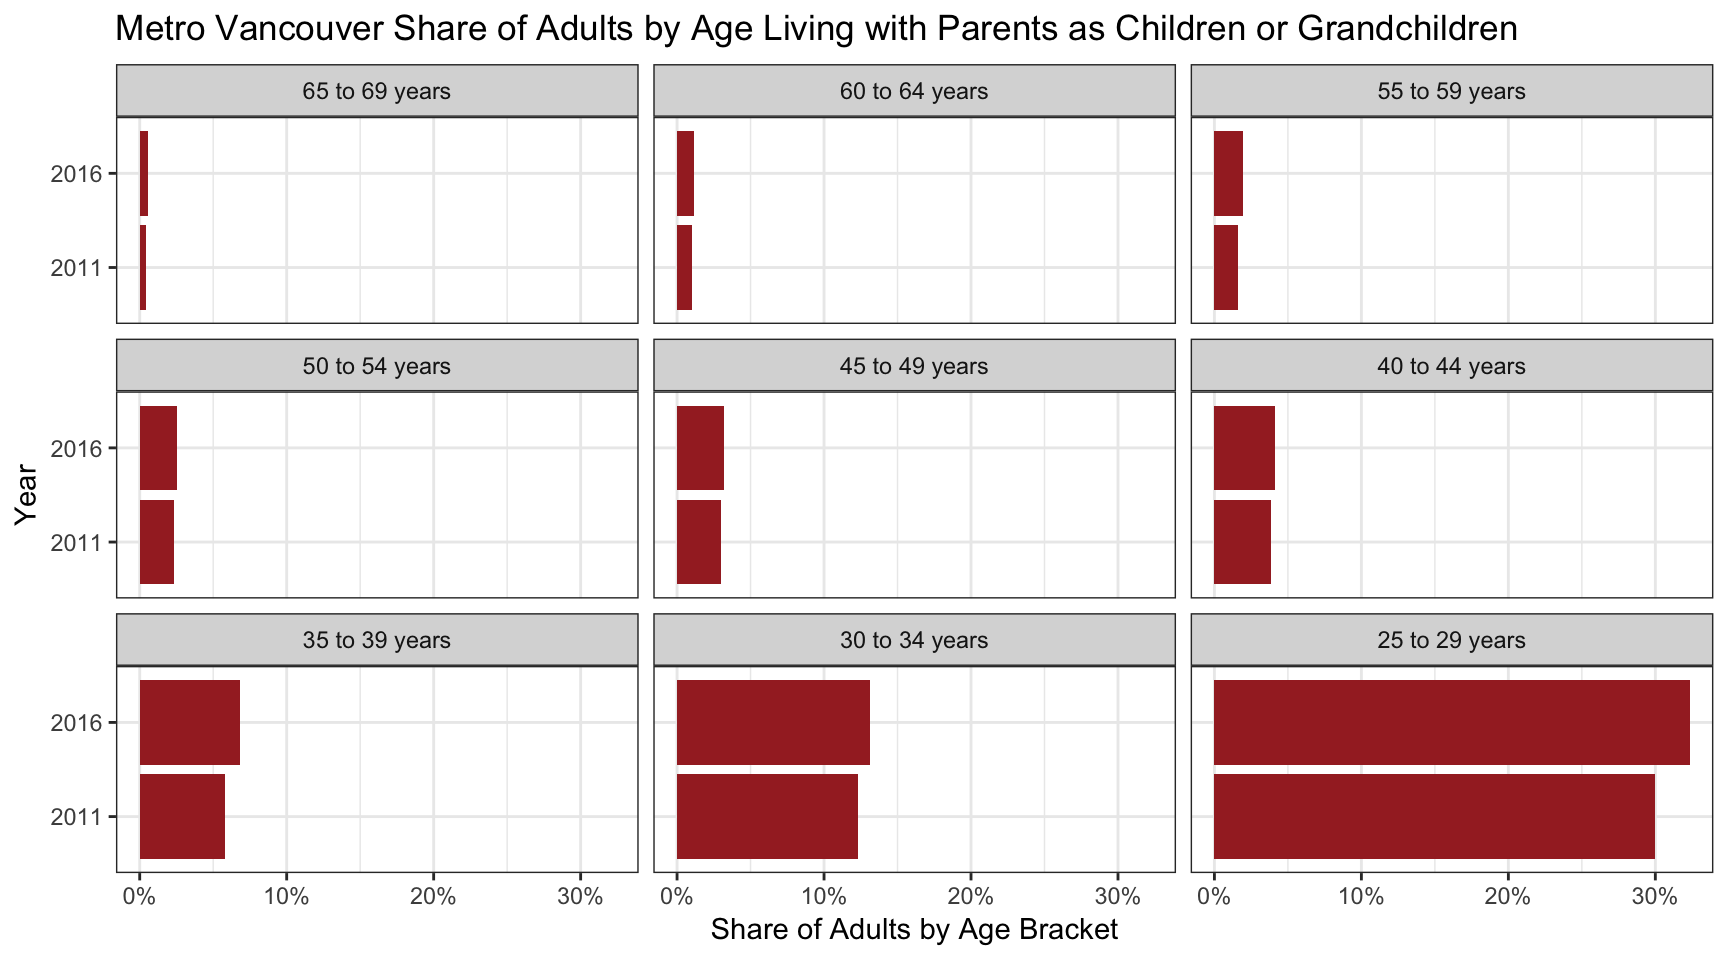 Metro Vancouver Share of Adults by Age Living with Parents as Children or Grandchildren
65 to 69 years
60 to 64 years
55 to 59 years
2016
2011
50 to 54 years
45 to 49 years
40 to 44 years
2016
2011
Year
35 to 39 years
30 to 34 years
25 to 29 years
2016
2011
0% 10% 20% 30% 0% 10% 20% 30% 0% 10% 20% 30%
Share of Adults by Age Bracket